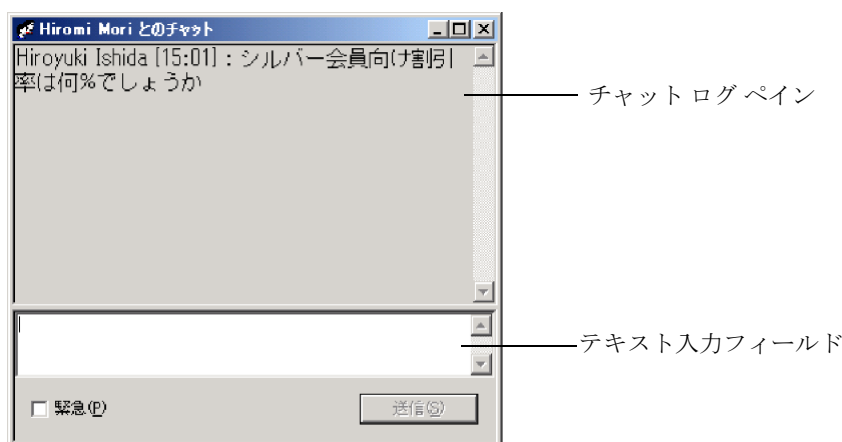 Hiromi Mori とのチャット
Hiroyuki Ishida [15:01] : シルバー会員向け割引
率は何%でしょうか
チャット ログ ペイン
テキスト入力フィールド
緊急(P)
送信(S)